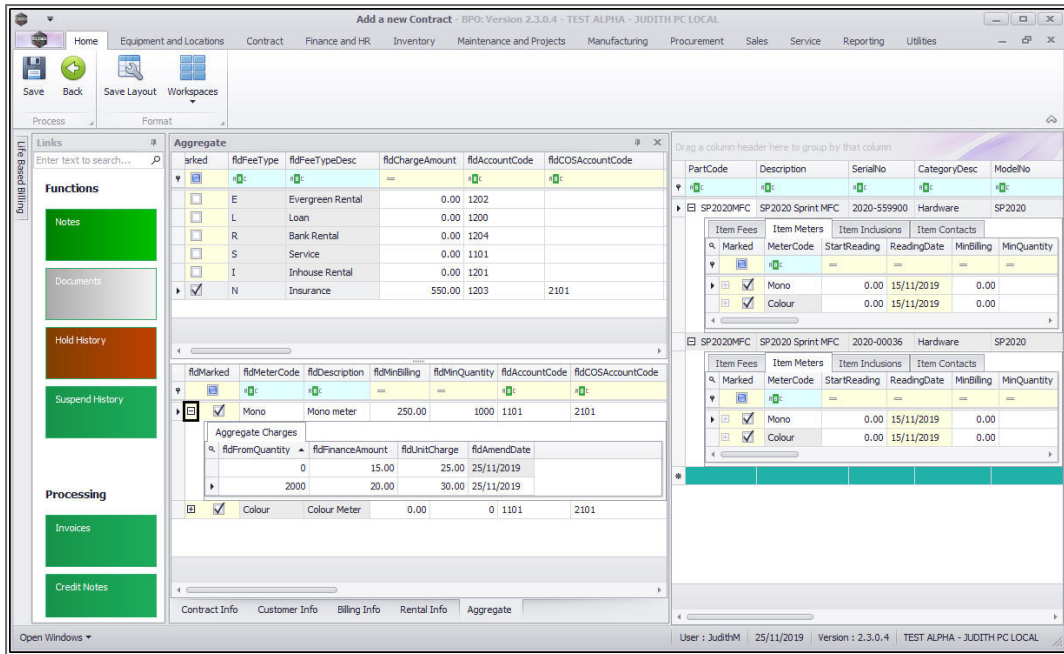 Add a new Contract - BPO: Version 2.3.0.4 - TEST ALPHA - JUDITH PC LOCAL
Home Equipment and Locations Contract Finance and HR Inventory Maintenance and Projects Manufacturing Procurement Sales Service Reporting Utilities
Save Back Save Layout Workspaces
Process Format
Life Based Billing
Links
Enter text to search...
Functions
Notes
Documents
Hold History
Suspend History
Processing
Invoices
Credit Notes
Aggregate
arked fldFeeType fldFeeTypeDesc fldChargeAmount fldAccountCode fldCOSAccountCode
E Evergreen Rental 0.00 1202
L Loan 0.00 1200
R Bank Rental 0.00 1204
S Service 0.00 1101
I Inhouse Rental 0.00 1201
N Insurance 550.00 1203 2101
fldMarked fldMeterCode fldDescription fldMinBilling fldMinQuantity fldAccountCode fldCOSAccountCode
Mono Mono meter 250.00 1000 1101 2101
Aggregate Charges
fldFromQuantity fldFinanceAmount fldUnitCharge fldAmendDate
0 15.00 25.00 25/11/2019
2000 20.00 30.00 25/11/2019
Colour Colour Meter 0.00 0 1101 2101
Contract Info Customer Info Billing Info Rental Info Aggregate
Drag a column header here to group by that column
PartCode Description SerialNo CategoryDesc ModelNo
SP2020MFC SP2020 Sprint MFC 2020-559900 Hardware SP2020
Item Fees Item Meters Item Inclusions Item Contacts
Marked MeterCode StartReading ReadingDate MinBilling MinQuantity
Mono 0.00 15/11/2019 0.00
Colour 0.00 15/11/2019 0.00
SP2020MFC SP2020 Sprint MFC 2020-00036 Hardware SP2020
Item Fees Item Meters Item Inclusions Item Contacts
Marked MeterCode StartReading ReadingDate MinBilling MinQuantity
Mono 0.00 15/11/2019 0.00
Colour 0.00 15/11/2019 0.00
Open Windows
User : JudithM 25/11/2019 Version : 2.3.0.4 TEST ALPHA - JUDITH PC LOCAL